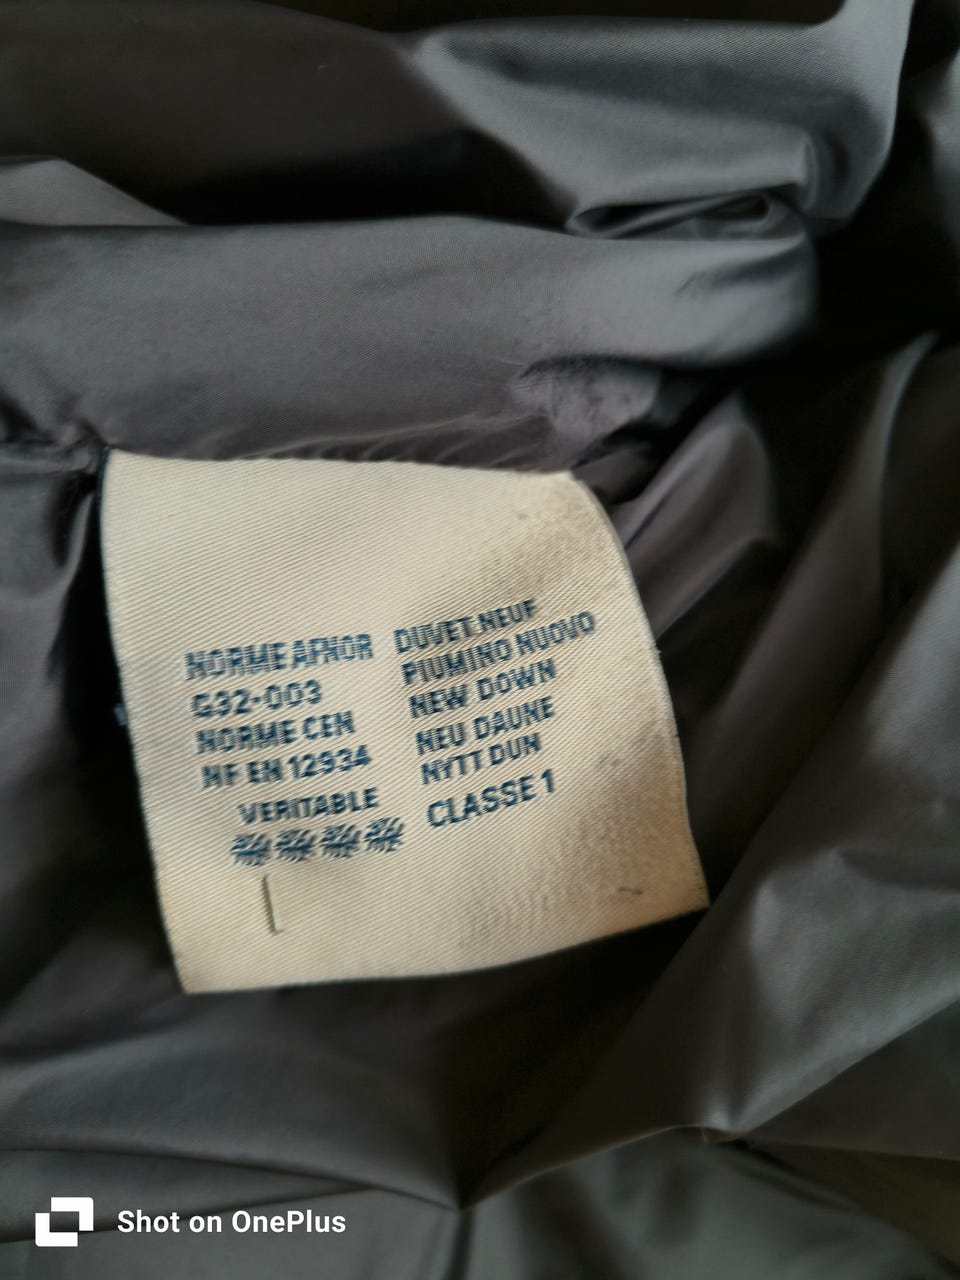 NORME AFNOR
G32-003
NORME CEN
NF EN 12934
VERITABLE
DUVET NEUF
PIUMINO NUOVO
NEW DOWN
NEU DAUNE
NYTT DUN
CLASSE 1
Shot on OnePlus